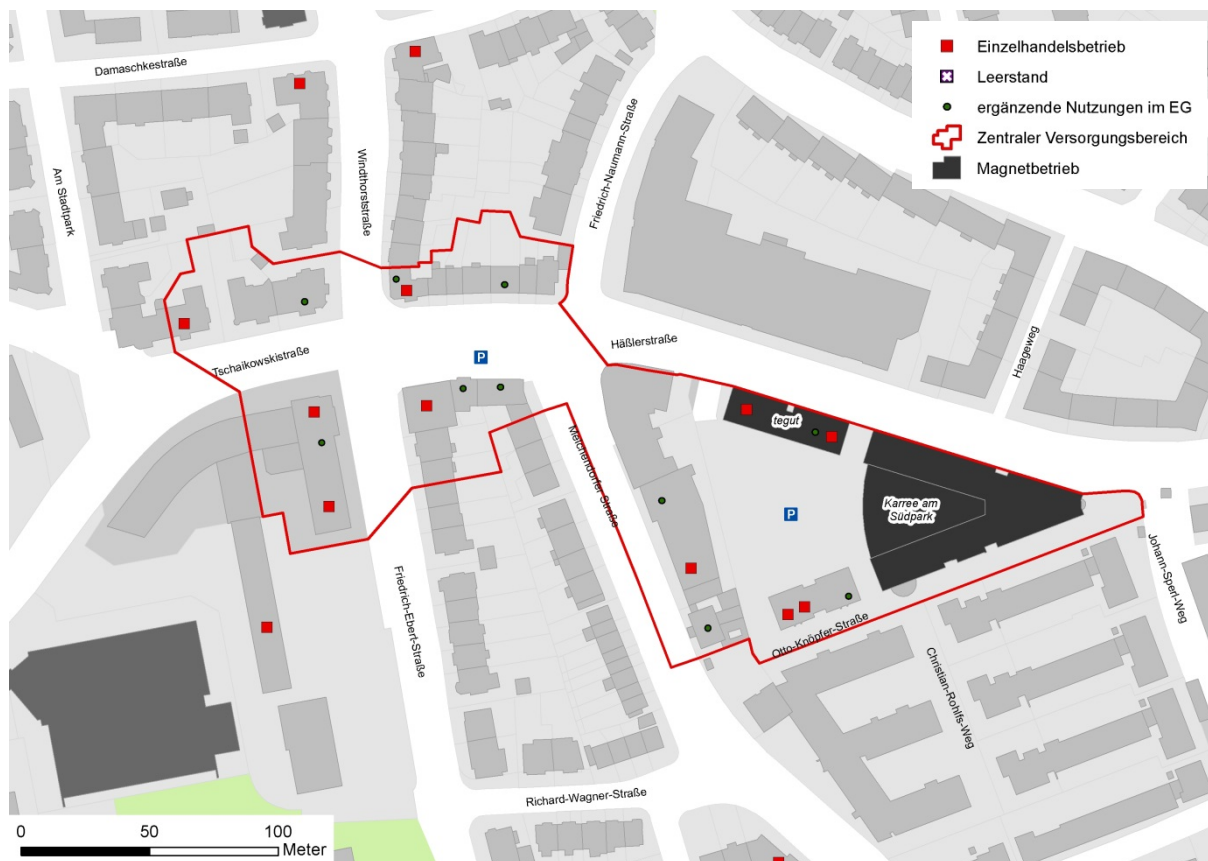 Einzelhandelsbetrieb
Leerstand
ergänzende Nutzungen im EG
Zentraler Versorgungsbereich
Magnetbetrieb
Damaschkestraße
Am Stadtpark
Windthorststraße
Friedrich-Naumann-Straße
Tschaikowskistraße
P
Häßlerstraße
Haageweg
tegut
Melchendorfer Straße
Karree am
Südpark
P
Johann-Sperl-Weg
Friedrich-Ebert-Straße
Otto-Knöpfer-Straße
Christian-Rohlfs-Weg
Richard-Wagner-Straße
0 50 100
Meter